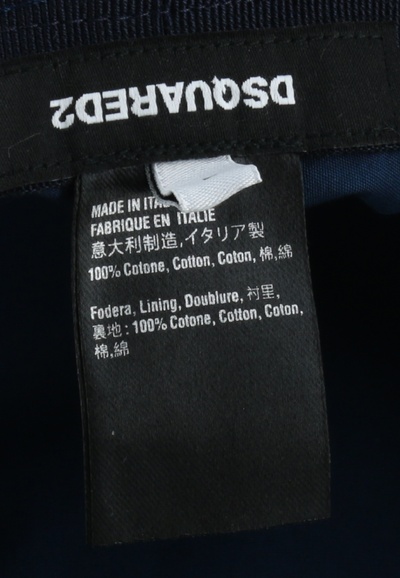 DSQUARED2
MADE IN ITA
FABRIQUE EN ITALIE
意大利制造,イタリア製
100% Cotone, Cotton, Coton, 棉,綿
Fodera, Lining, Doublure, 衬里,
裏地: 100% Cotone, Cotton, Coton,
棉,綿